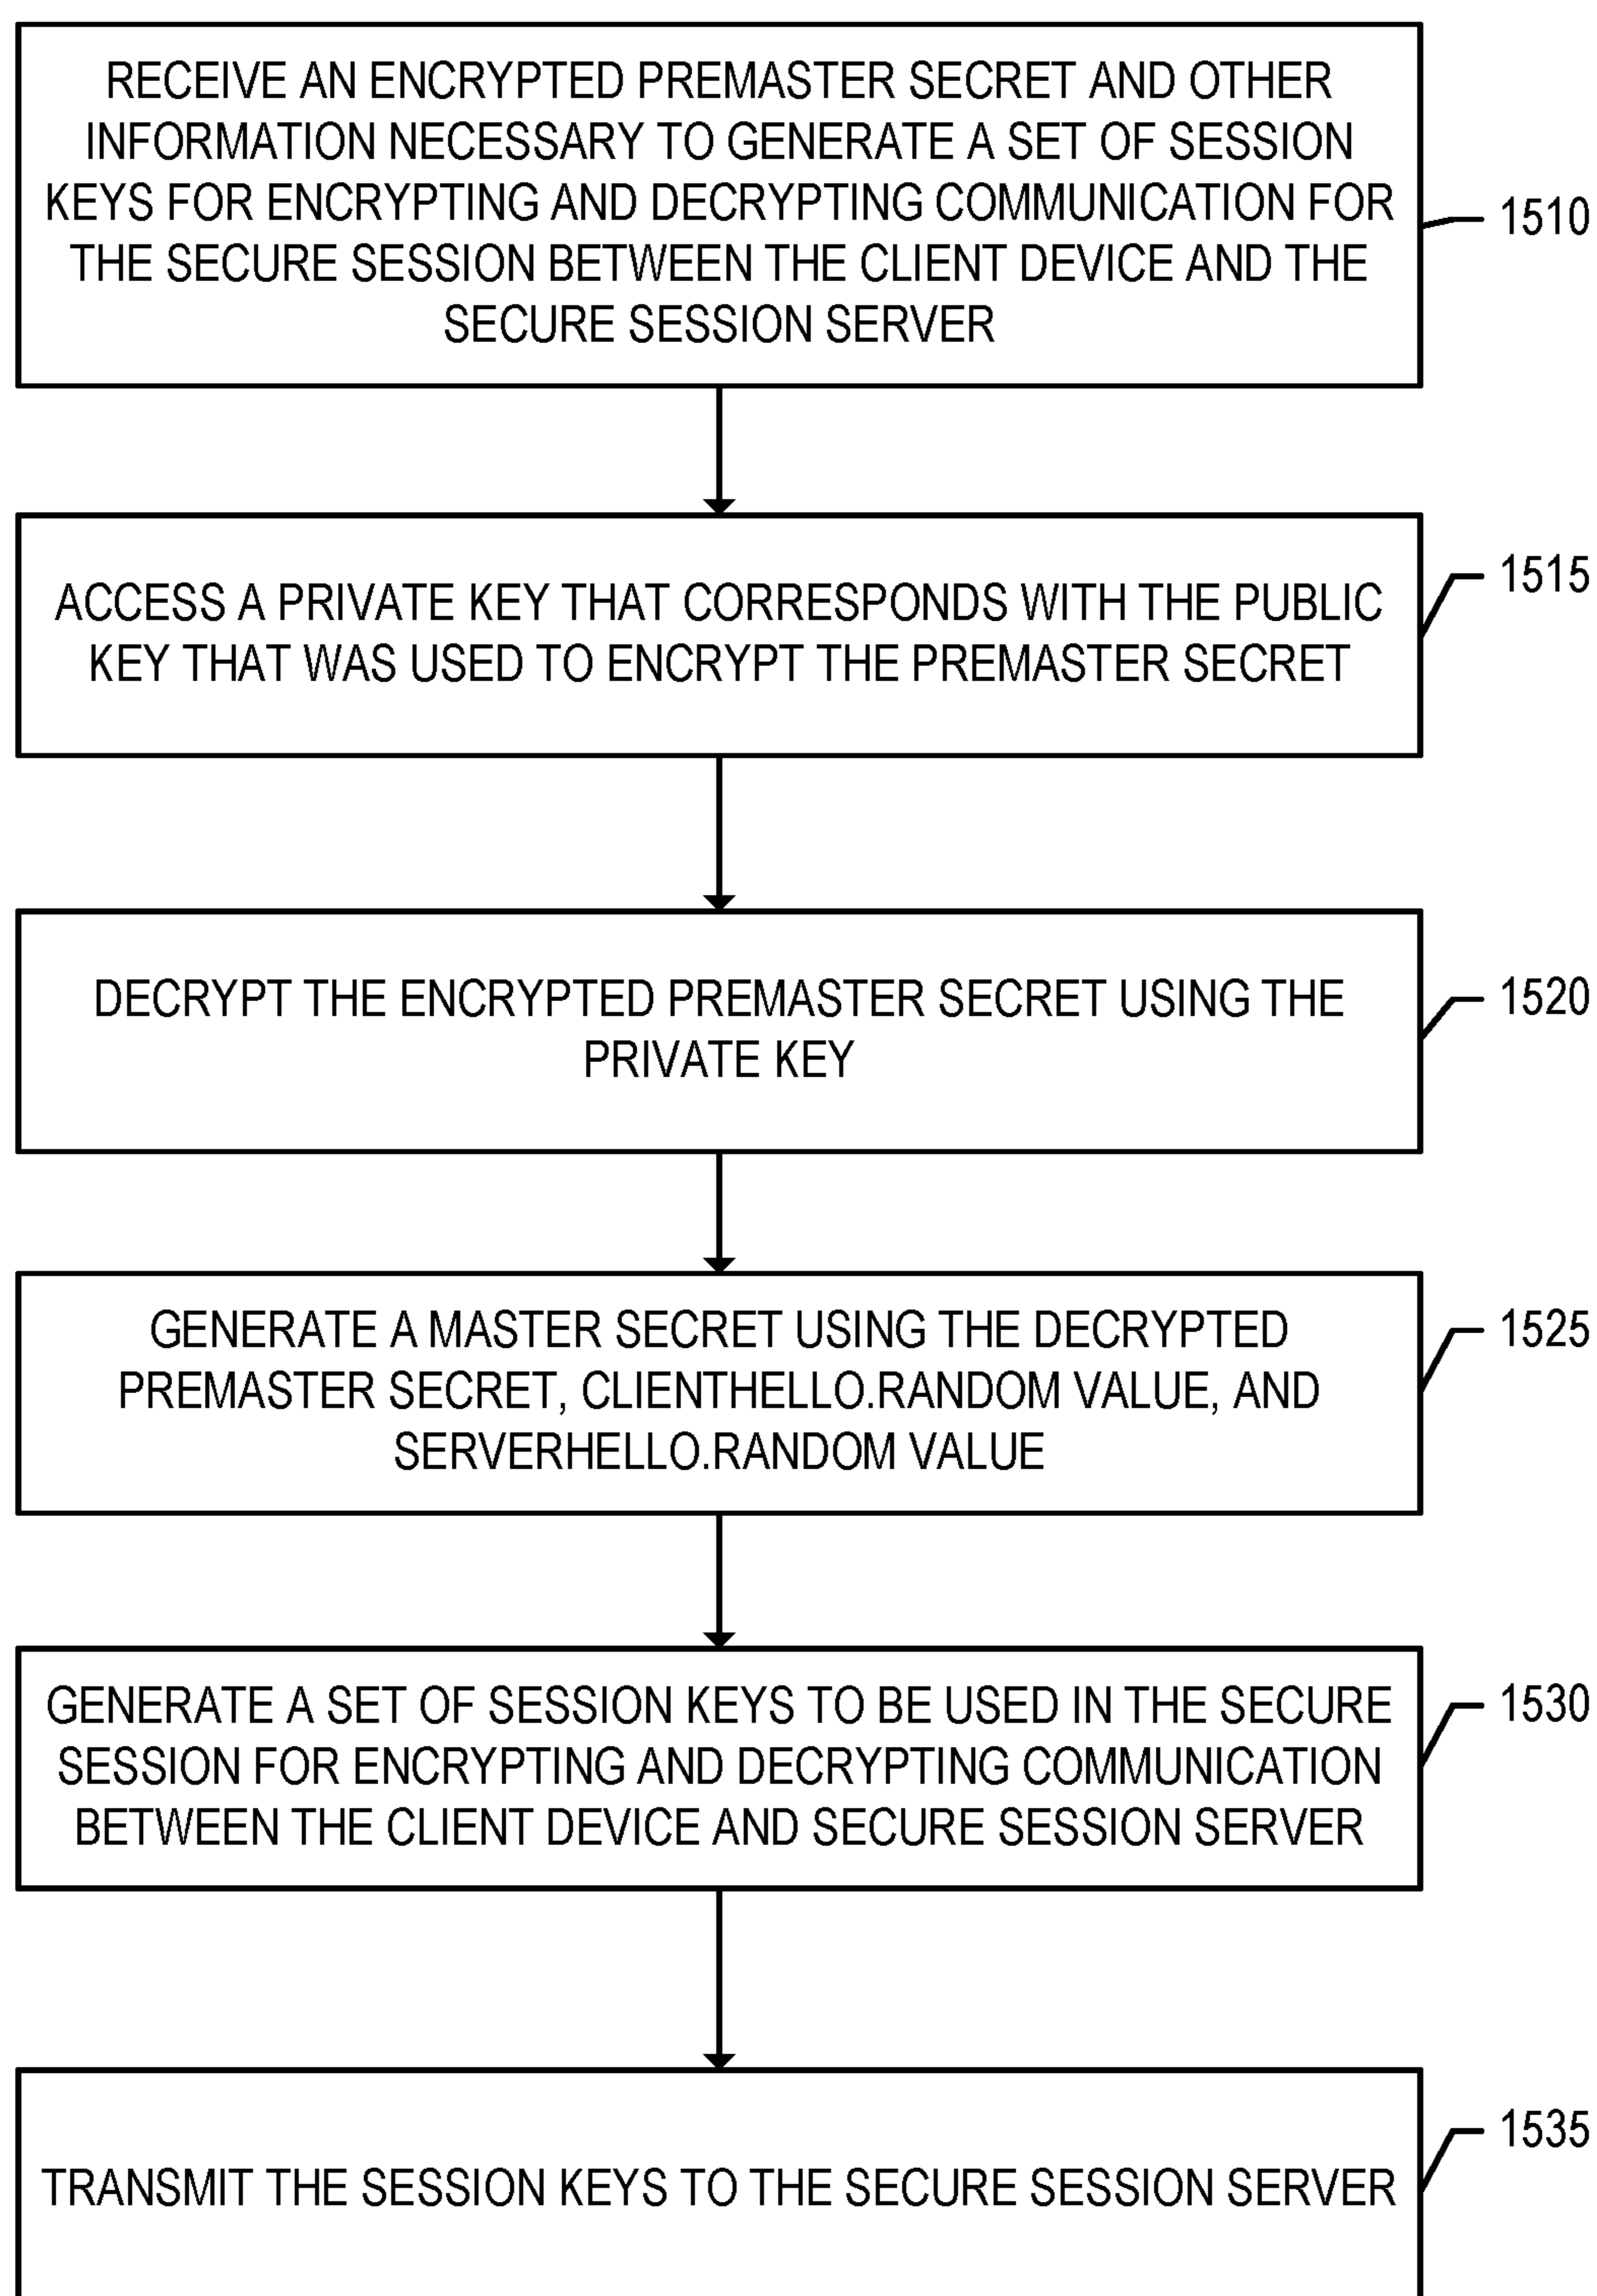 RECEIVE AN ENCRYPTED PREMASTER SECRET AND OTHER
INFORMATION NECESSARY TO GENERATE A SET OF SESSION
KEYS FOR ENCRYPTING AND DECRYPTING COMMUNICATION FOR
THE SECURE SESSION BETWEEN THE CLIENT DEVICE AND THE
SECURE SESSION SERVER
1510
ACCESS A PRIVATE KEY THAT CORRESPONDS WITH THE PUBLIC
KEY THAT WAS USED TO ENCRYPT THE PREMASTER SECRET
1515
DECRYPT THE ENCRYPTED PREMASTER SECRET USING THE
PRIVATE KEY
1520
GENERATE A MASTER SECRET USING THE DECRYPTED
PREMASTER SECRET, CLIENTHELLO.RANDOM VALUE, AND
SERVERHELLO.RANDOM VALUE
1525
GENERATE A SET OF SESSION KEYS TO BE USED IN THE SECURE
SESSION FOR ENCRYPTING AND DECRYPTING COMMUNICATION
BETWEEN THE CLIENT DEVICE AND SECURE SESSION SERVER
1530
TRANSMIT THE SESSION KEYS TO THE SECURE SESSION SERVER
1535